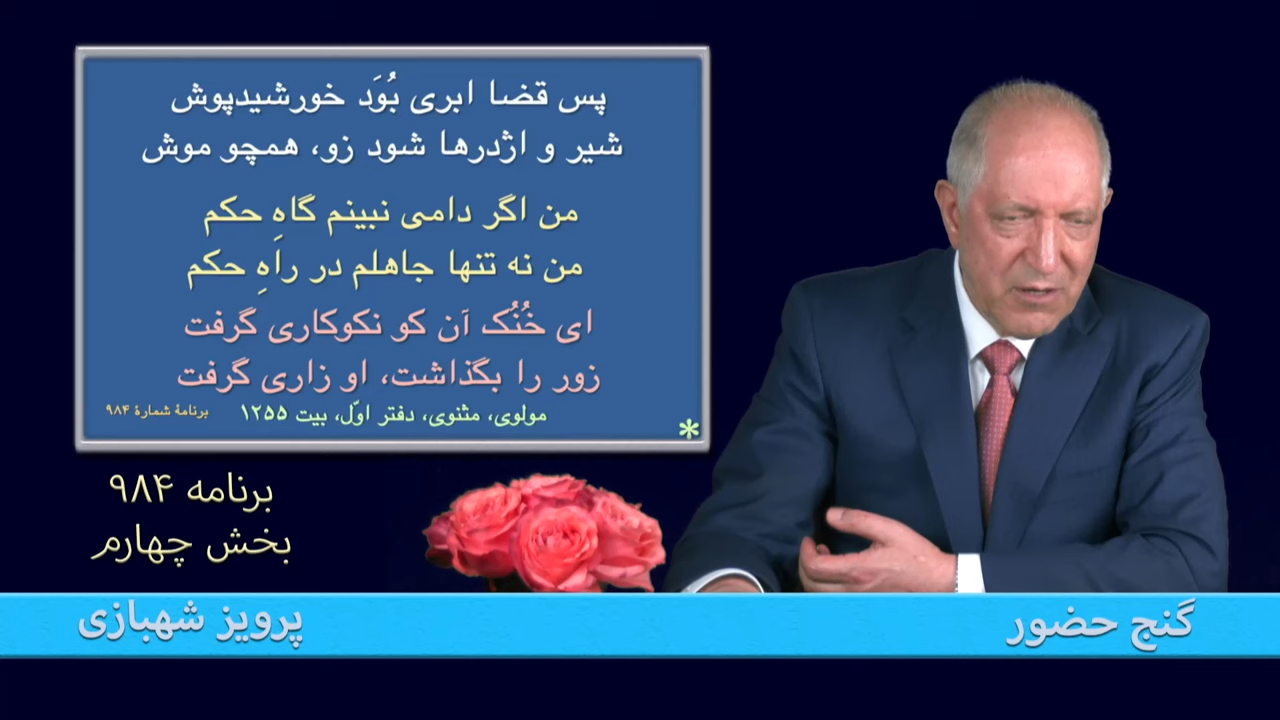 پس قضا ابری بُوَد خورشیدپوش
شیر و اژدرها شود زو، همچو موش
من اگر دامی نبینم گاهِ حکم
من نه تنها جاهلم در راهِ حکم
ای خُنُک آن کو نکوکاری گرفت
زور را بگذاشت، او زاری گرفت
مولوی، مثنوی، دفتر اوّل، بیت ۱۲۵۵
برنامهٔ شمارهٔ ۹۸۴
*
برنامه ۹۸۴
بخش چهارم
گنج حضور
پرویز شهبازی